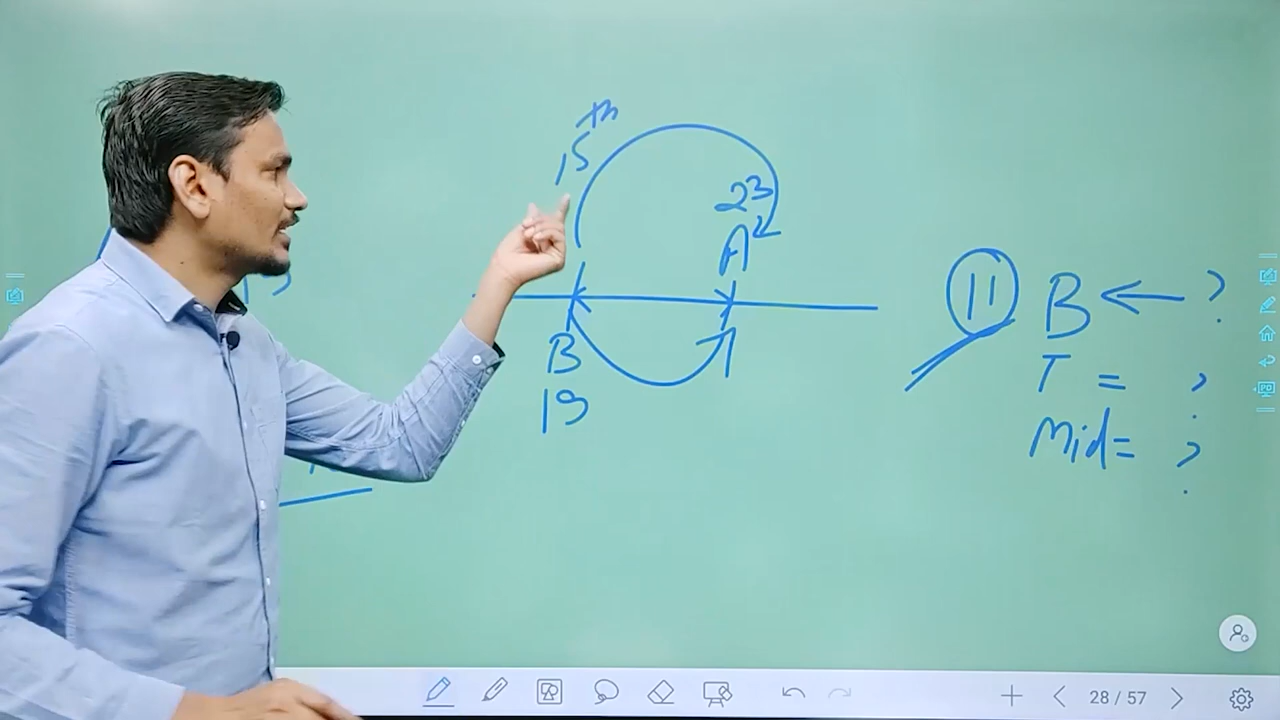 15th
23
A
B
19
11 B ← ?
T = ?
Mid = ?
28 / 57